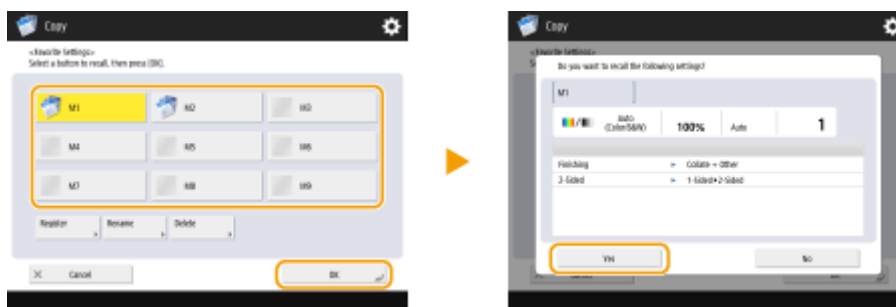 Copy
<Favorite Settings>
Select a button to recall, then press [OK].
M1
M2
M3
M4
M5
M6
M7
M8
M9
Register
Rename
Delete
× Cancel
OK
Copy
<Favorite Settings>
Do you want to recall the following settings?
M1
Auto
(Color/B&W)
100%
Auto
1
Finishing ► Collate + Other
2-Sided ► 1-Sided►2-Sided
Yes
No